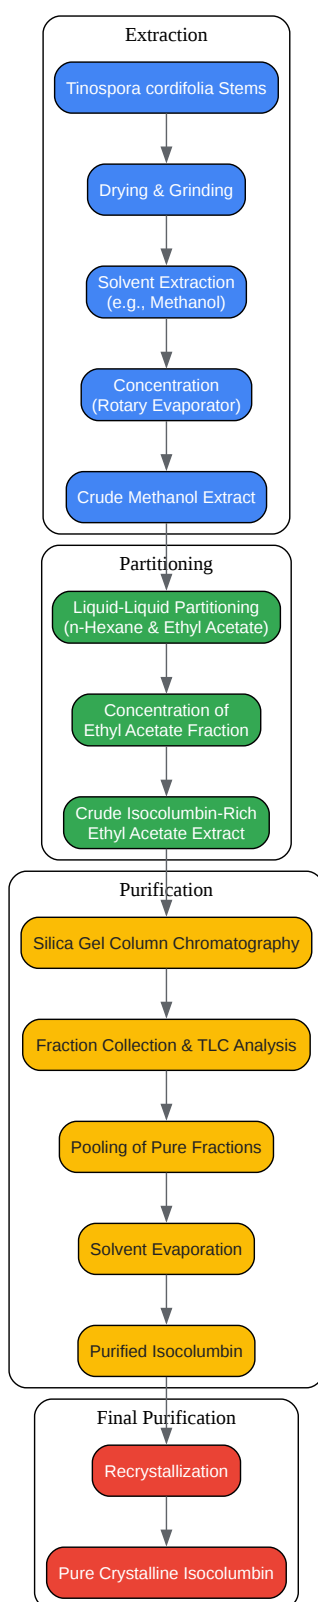 Extraction
Tinospora cordifolia Stems
Drying & Grinding
Solvent Extraction
(e.g., Methanol)
Concentration
(Rotary Evaporator)
Crude Methanol Extract
Partitioning
Liquid-Liquid Partitioning
(n-Hexane & Ethyl Acetate)
Concentration of
Ethyl Acetate Fraction
Crude Isocolumbin-Rich
Ethyl Acetate Extract
Purification
Silica Gel Column Chromatography
Fraction Collection & TLC Analysis
Pooling of Pure Fractions
Solvent Evaporation
Purified Isocolumbin
Final Purification
Recrystallization
Pure Crystalline Isocolumbin